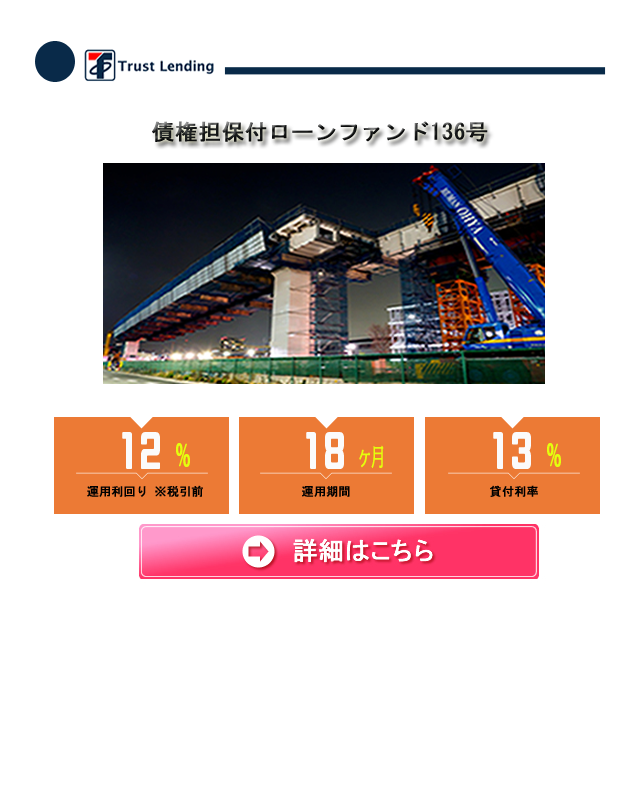 Trust Lending
債権担保付ローンファンド136号
OHYA
12 %
運用利回り ※税引前
18 ヶ月
運用期間
13 %
貸付利率
詳細はこちら